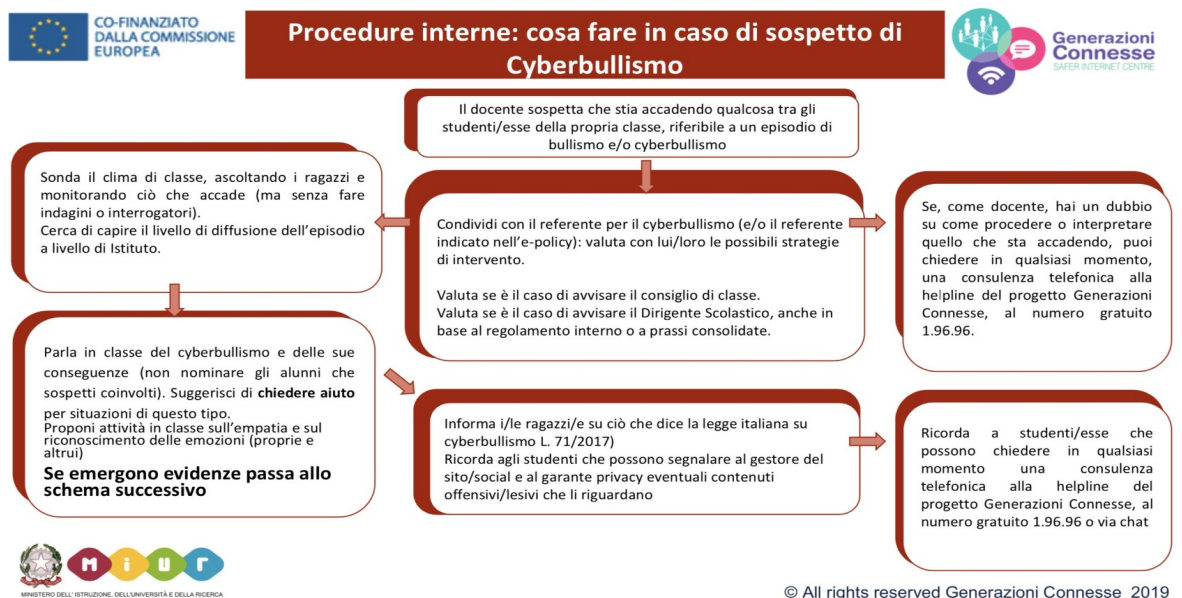 CO-FINANZIATO
DALLA COMMISSIONE
EUROPEA
Procedure interne: cosa fare in caso di sospetto di
Cyberbullismo
Generazioni
Connesse
SAFER INTERNET CENTRE
Il docente sospetta che stia accadendo qualcosa tra gli
studenti/esse della propria classe, riferibile a un episodio di
bullismo e/o cyberbullismo
Sonda il clima di classe, ascoltando i ragazzi e
monitorando ciò che accade (ma senza fare
indagini o interrogatori).
Cerca di capire il livello di diffusione dell'episodio
a livello di Istituto.
Condividi con il referente per il cyberbullismo (e/o il referente
indicato nell'e-policy): valuta con lui/loro le possibili strategie
di intervento.
Valuta se è il caso di avvisare il consiglio di classe.
Valuta se è il caso di avvisare il Dirigente Scolastico, anche in
base al regolamento interno o a prassi consolidate.
Se, come docente, hai un dubbio
su come procedere o interpretare
quello che sta accadendo, puoi
chiedere in qualsiasi momento,
una consulenza telefonica alla
helpline del progetto Generazioni
Connesse, al numero gratuito
1.96.96.
Parla in classe del cyberbullismo e delle sue
conseguenze (non nominare gli alunni che
sospetti coinvolti). Suggerisci di chiedere aiuto
per situazioni di questo tipo.
Proponi attività in classe sull'empatia e sul
riconoscimento delle emozioni (proprie e
altrui)
Se emergono evidenze passa allo
schema successivo
Informa i/le ragazzi/e su ciò che dice la legge italiana su
cyberbullismo L. 71/2017)
Ricorda agli studenti che possono segnalare al gestore del
sito/social e al garante privacy eventuali contenuti
offensivi/lesivi che li riguardano
Ricorda a studenti/esse che
possono chiedere in qualsiasi
momento una consulenza
telefonica alla helpline del
progetto Generazioni Connesse, al
numero gratuito 1.96.96 o via chat
miur
MINISTERO DELL' ISTRUZIONE, DELL'UNIVERSITÀ E DELLA RICERCA
© All rights reserved Generazioni Connesse 2019